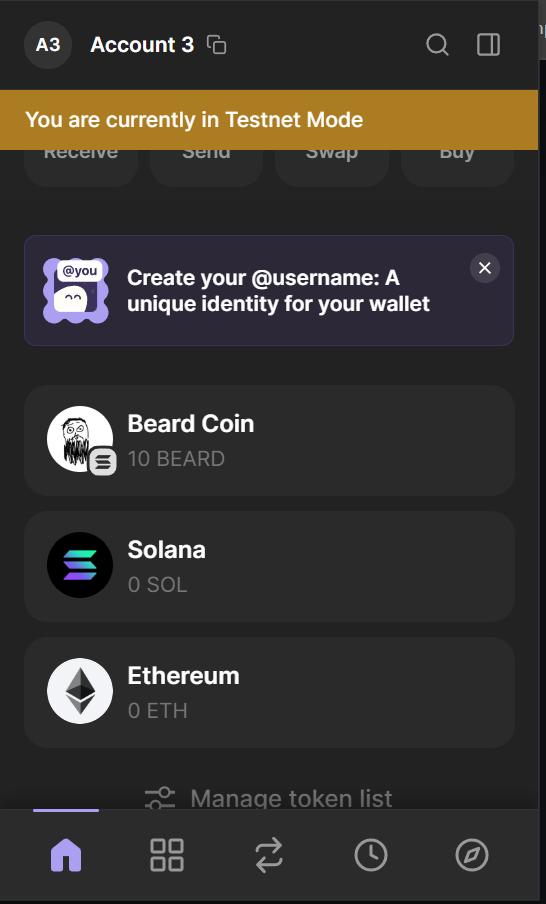 A3
Account 3
You are currently in Testnet Mode
Receive
Send
Swap
Buy
@you
Create your @username: A
unique identity for your wallet
Beard Coin
10 BEARD
Solana
0 SOL
Ethereum
0 ETH
Manage token list